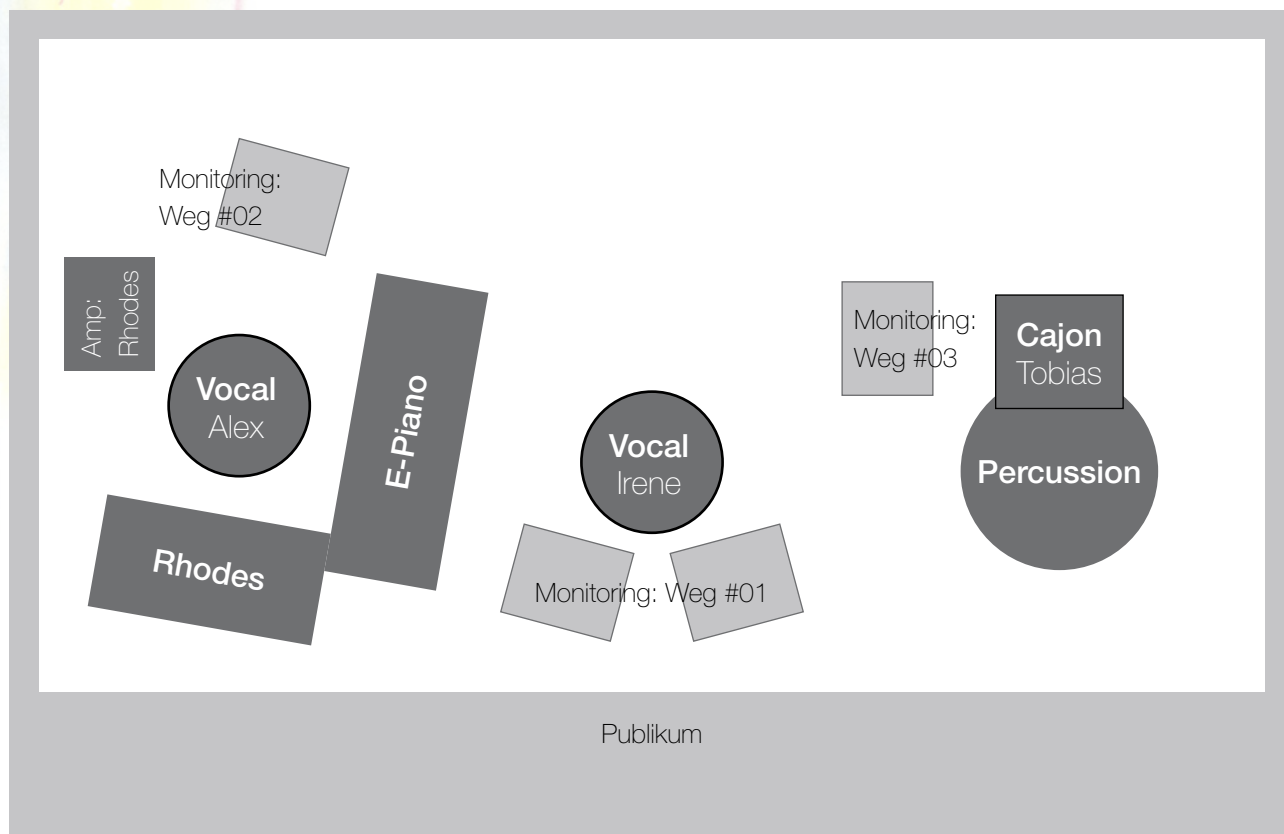 Monitoring:
Weg #02
Amp:
Rhodes
Vocal
Alex
E-Piano
Rhodes
Vocal
Irene
Monitoring: Weg #01
Monitoring:
Weg #03
Cajon
Tobias
Percussion
Publikum